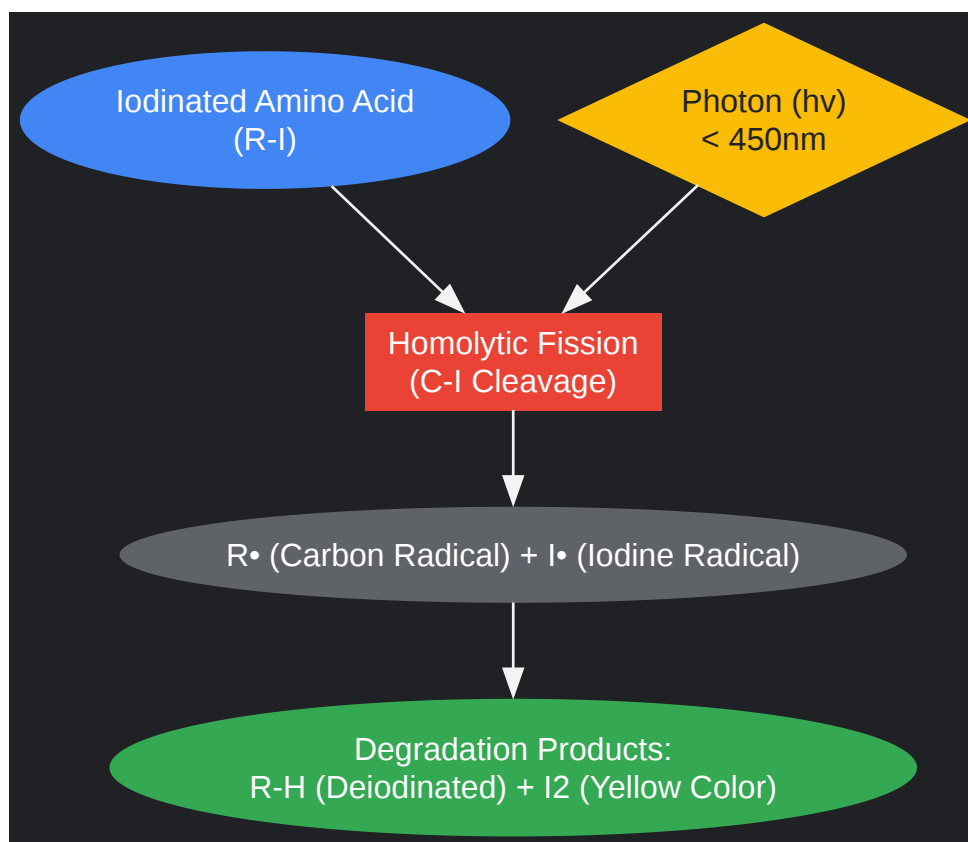 Iodinated Amino Acid
(R-I)
Photon (hv)
< 450nm
Homolytic Fission
(C-I Cleavage)
R• (Carbon Radical) + I• (Iodine Radical)
Degradation Products:
R-H (Deiodinated) + I2 (Yellow Color)